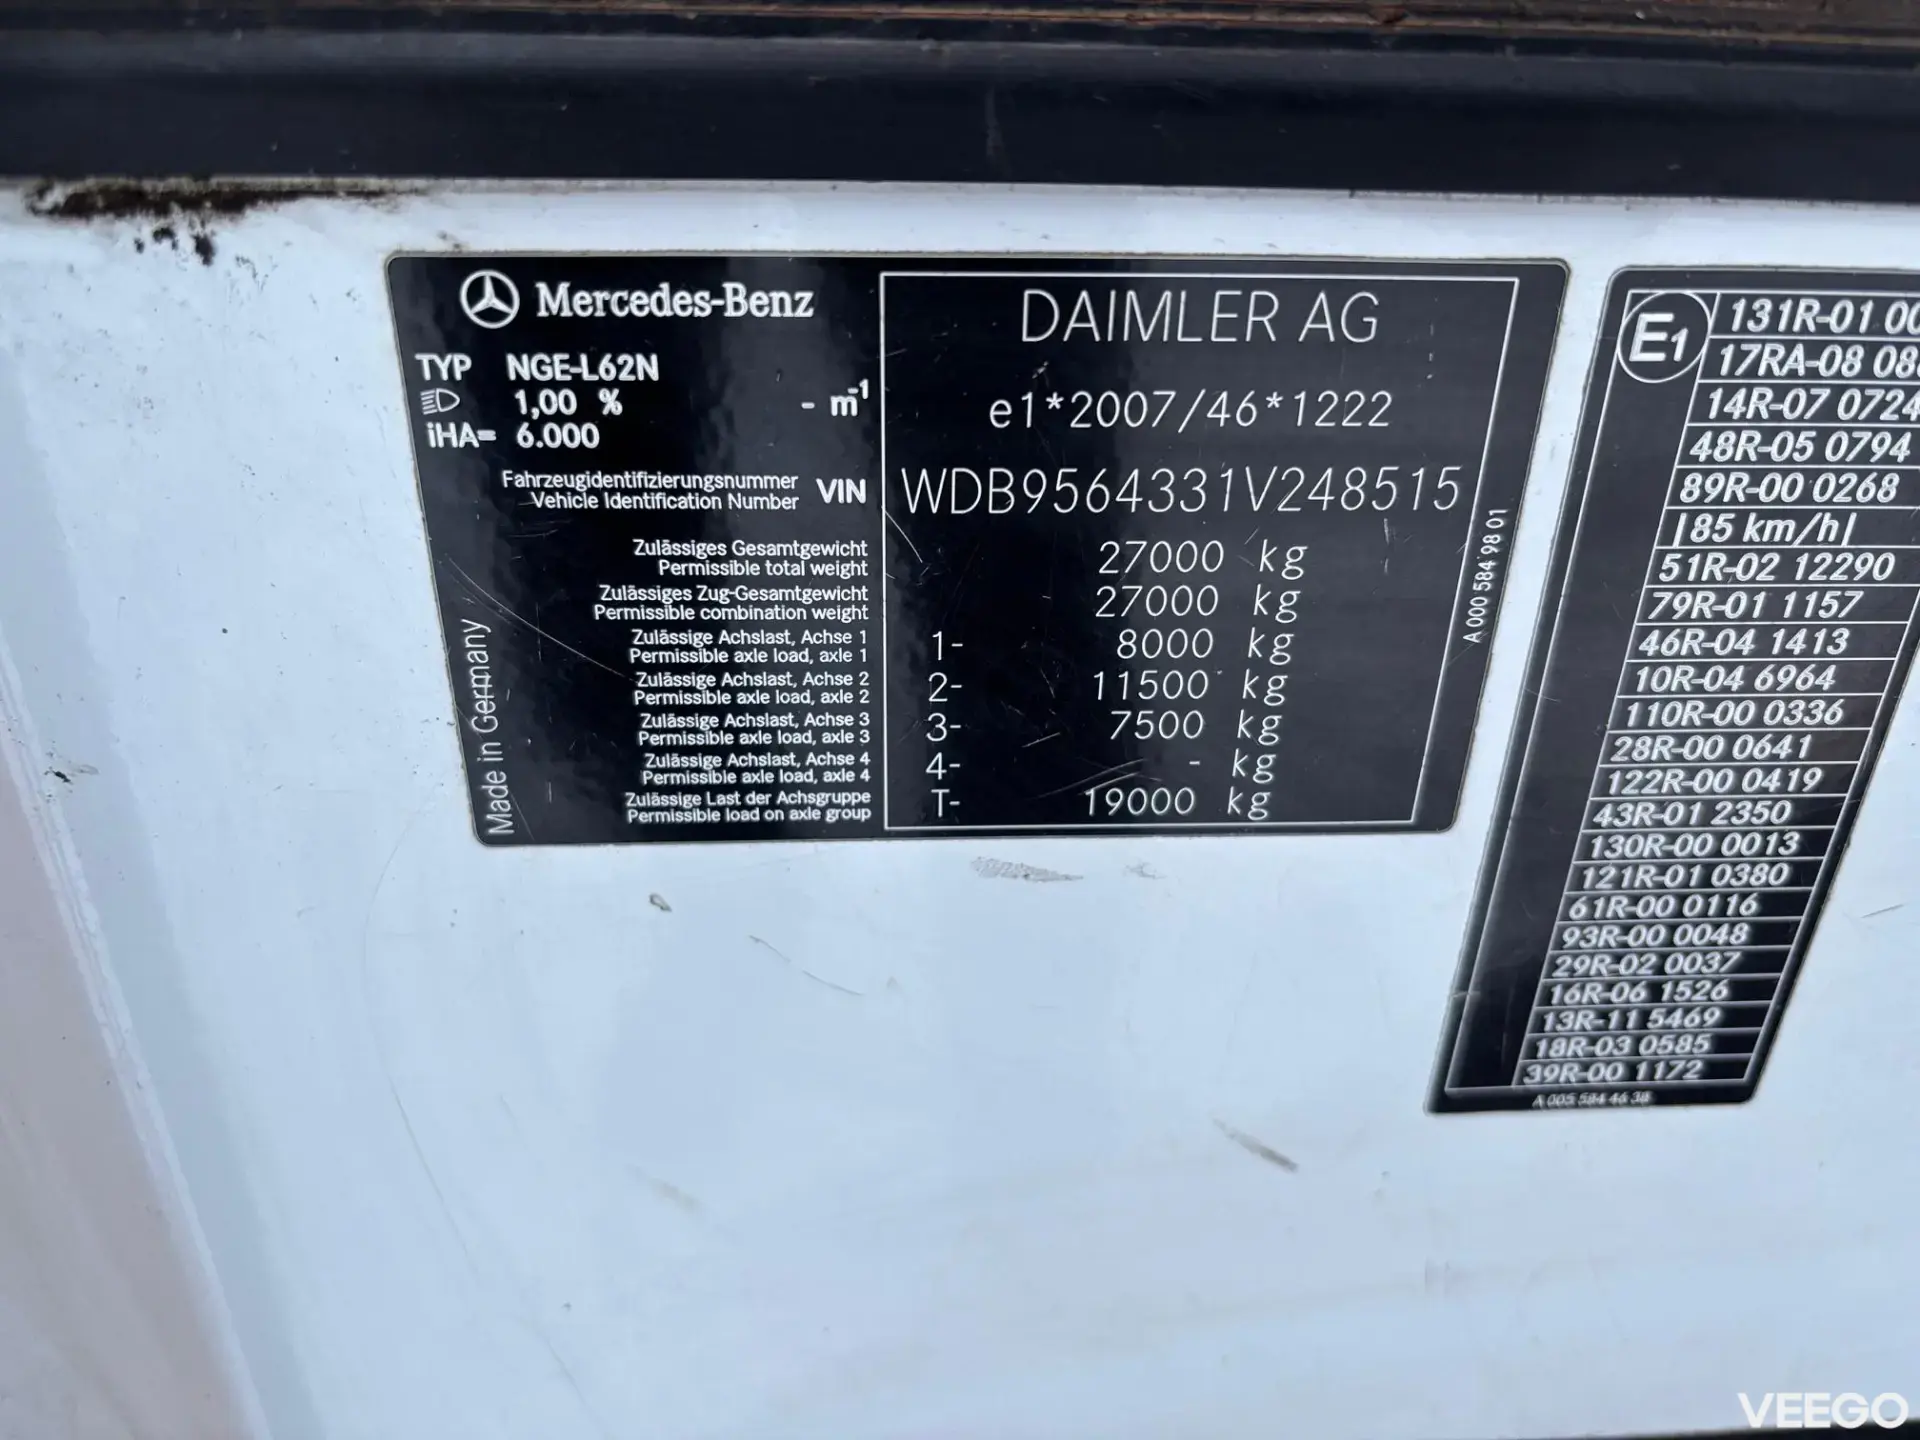 Mercedes-Benz
TYP NGE-L62N
1,00 % - m-1
iHA= 6.000
Fahrzeugidentifizierungsnummer
Vehicle Identification Number
VIN
Zulässiges Gesamtgewicht
Permissible total weight
Zulässiges Zug-Gesamtgewicht
Permissible combination weight
Zulässige Achslast, Achse 1
Permissible axle load, axle 1
Zulässige Achslast, Achse 2
Permissible axle load, axle 2
Zulässige Achslast, Achse 3
Permissible axle load, axle 3
Zulässige Achslast, Achse 4
Permissible axle load, axle 4
Zulässige Last der Achsgruppe
Permissible load on axle group
Made in Germany
DAIMLER AG
e1*2007/46*1222
WDB9564331V248515
27000 kg
27000 kg
1- 8000 kg
2- 11500 kg
3- 7500 kg
4- - kg
T- 19000 kg
A 000 584 98 01
E1
131R-01 00
17RA-08 08
14R-07 0724
48R-05 0794
89R-00 0268
|85 km/h|
51R-02 12290
79R-01 1157
46R-04 1413
10R-04 6964
110R-00 0336
28R-00 0641
122R-00 0419
43R-01 2350
130R-00 0013
121R-01 0380
61R-00 0116
93R-00 0048
29R-02 0037
16R-06 1526
13R-11 5469
18R-03 0585
39R-00 1172
A 005 584 46 38
VEEGO